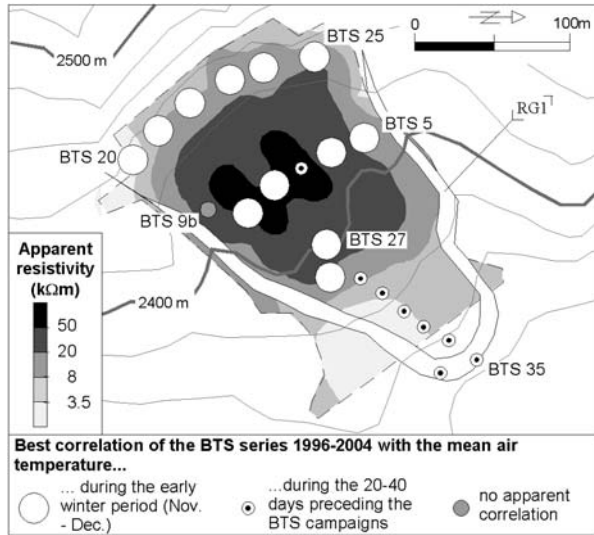 BTS 25
0
100m
2500 m
RG1
BTS 5
BTS 20
BTS 9b
BTS 27
Apparent
resistivity
(kΩm)
50
20
8
3.5
2400 m
BTS 35
Best correlation of the BTS series 1996-2004 with the mean air
temperature...
... during the early
winter period (Nov.
- Dec.)
...during the 20-40
days preceding the
BTS campaigns
no apparent
correlation